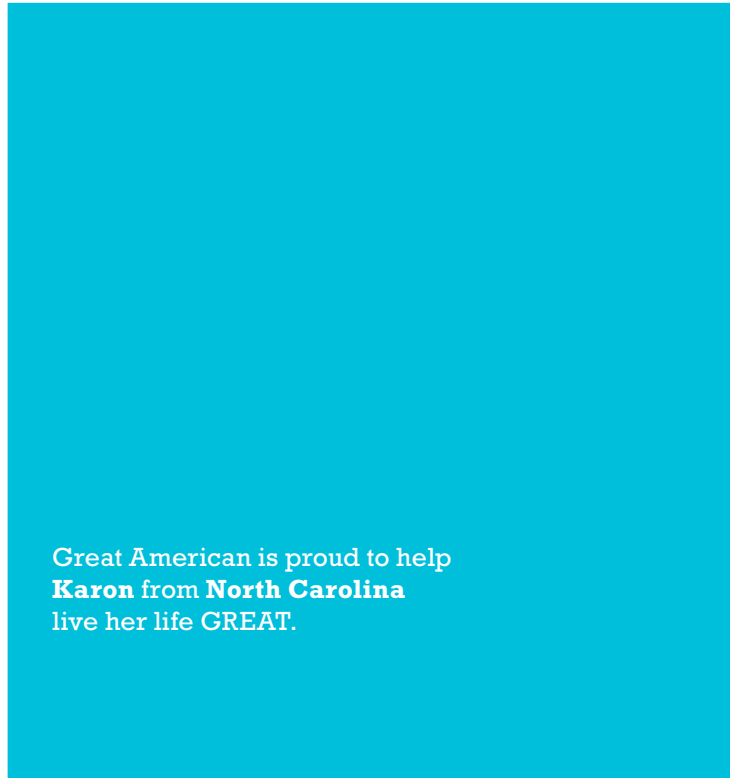 Great American is proud to help
Karon from North Carolina
live her life GREAT.